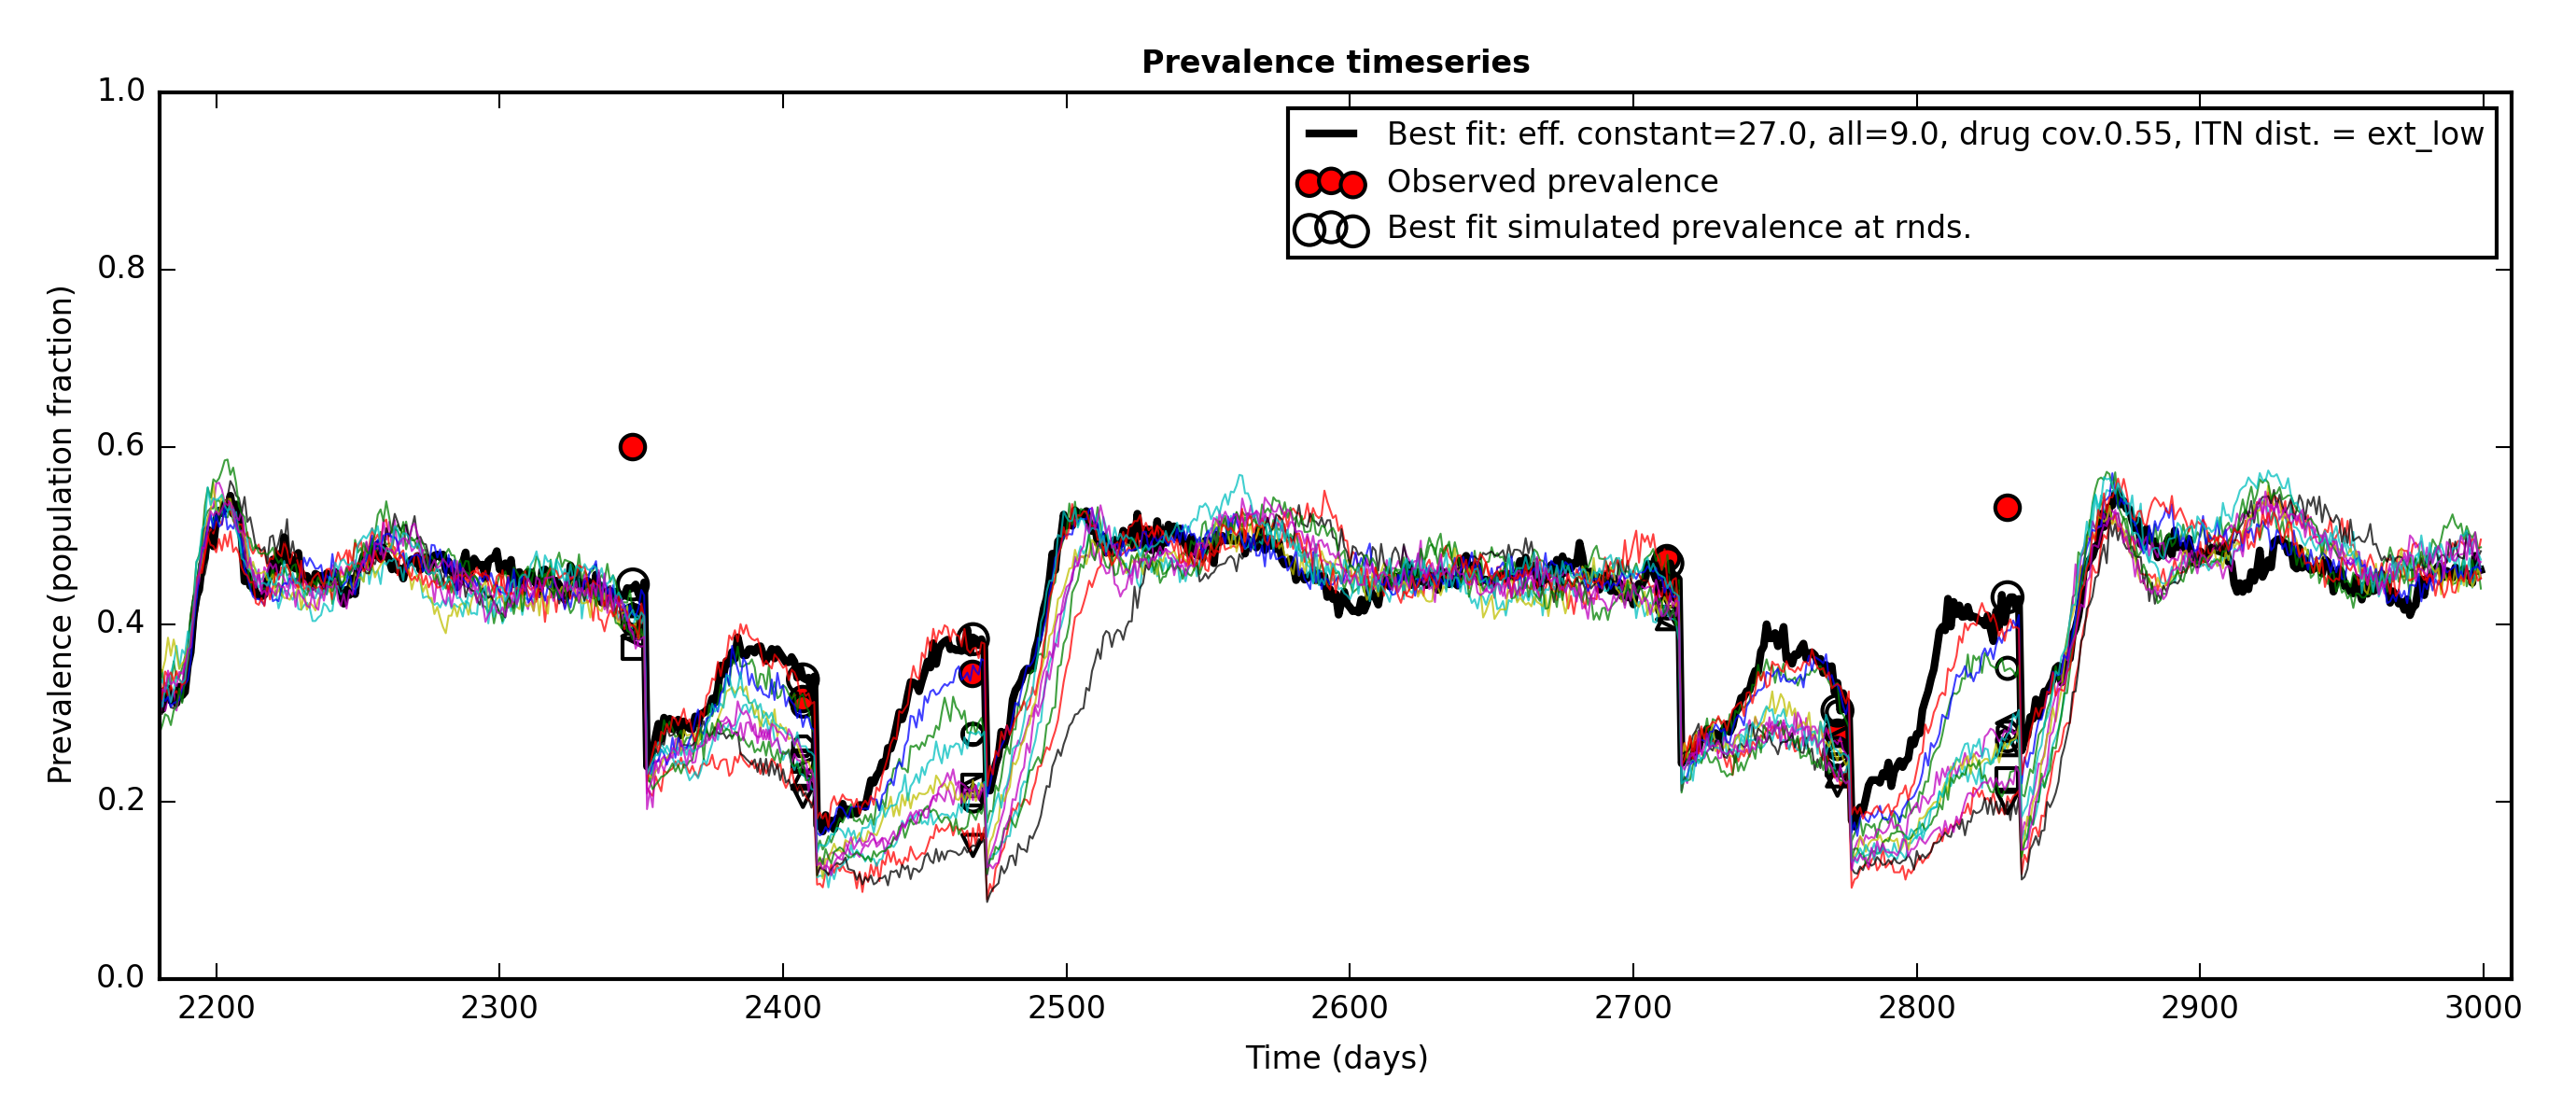 Prevalence timeseries
1.0
0.8
0.6
0.4
0.2
0.0
Prevalence (population fraction)
Best fit: eff. constant=27.0, all=9.0, drug cov.0.55, ITN dist. = ext_low
Observed prevalence
Best fit simulated prevalence at rnds.
2200 2300 2400 2500 2600 2700 2800 2900 3000
Time (days)